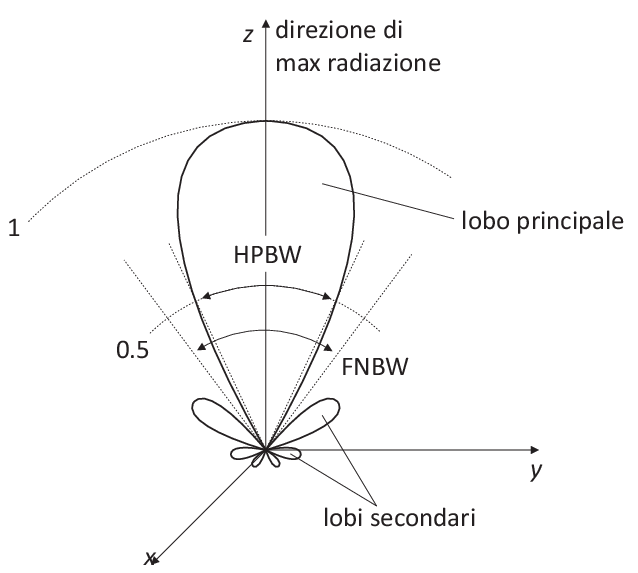 z
direzione di
max radiazione
1
lobo principale
HPBW
0.5
FNBW
y
lobi secondari
x